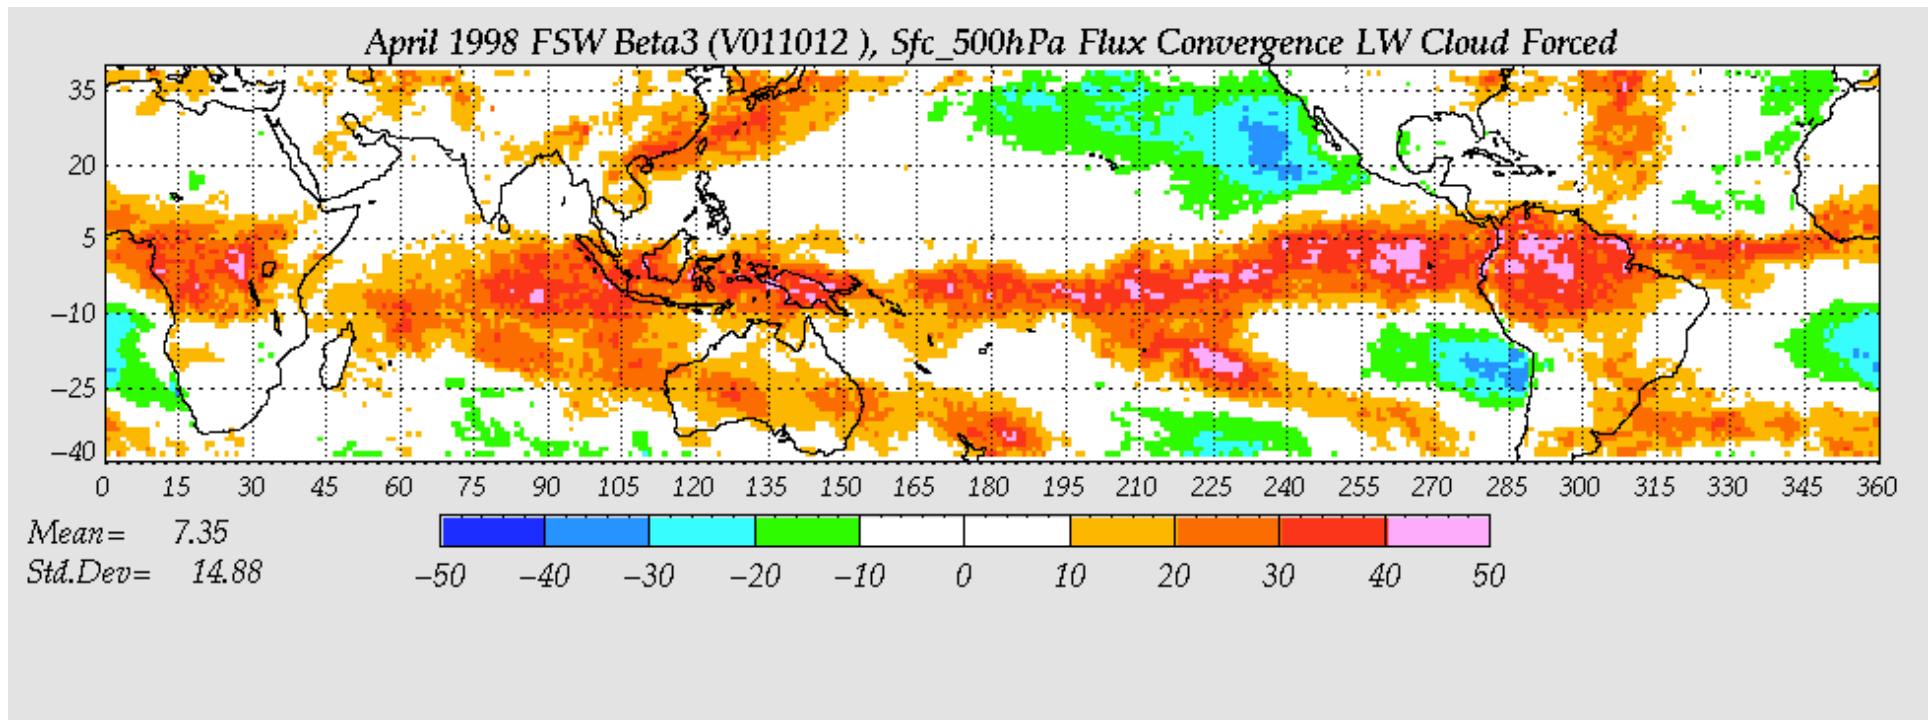 April 1998 FSW Beta3 (V011012 ), Sfc_500hPa Flux Convergence LW Cloud Forced
35
20
5
−10
−25
−40
0 15 30 45 60 75 90 105 120 135 150 165 180 195 210 225 240 255 270 285 300 315 330 345 360
Mean= 7.35
Std.Dev= 14.88
−50 −40 −30 −20 −10 0 10 20 30 40 50